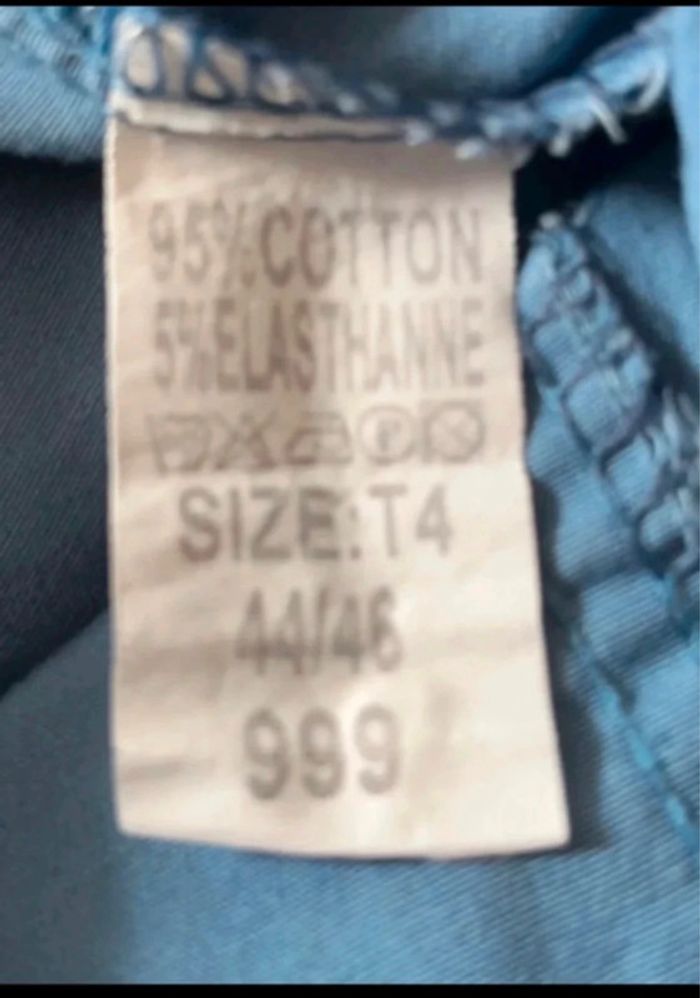 95%COTTON
5%ELASTHANNE
SIZE:T4
44/46
999